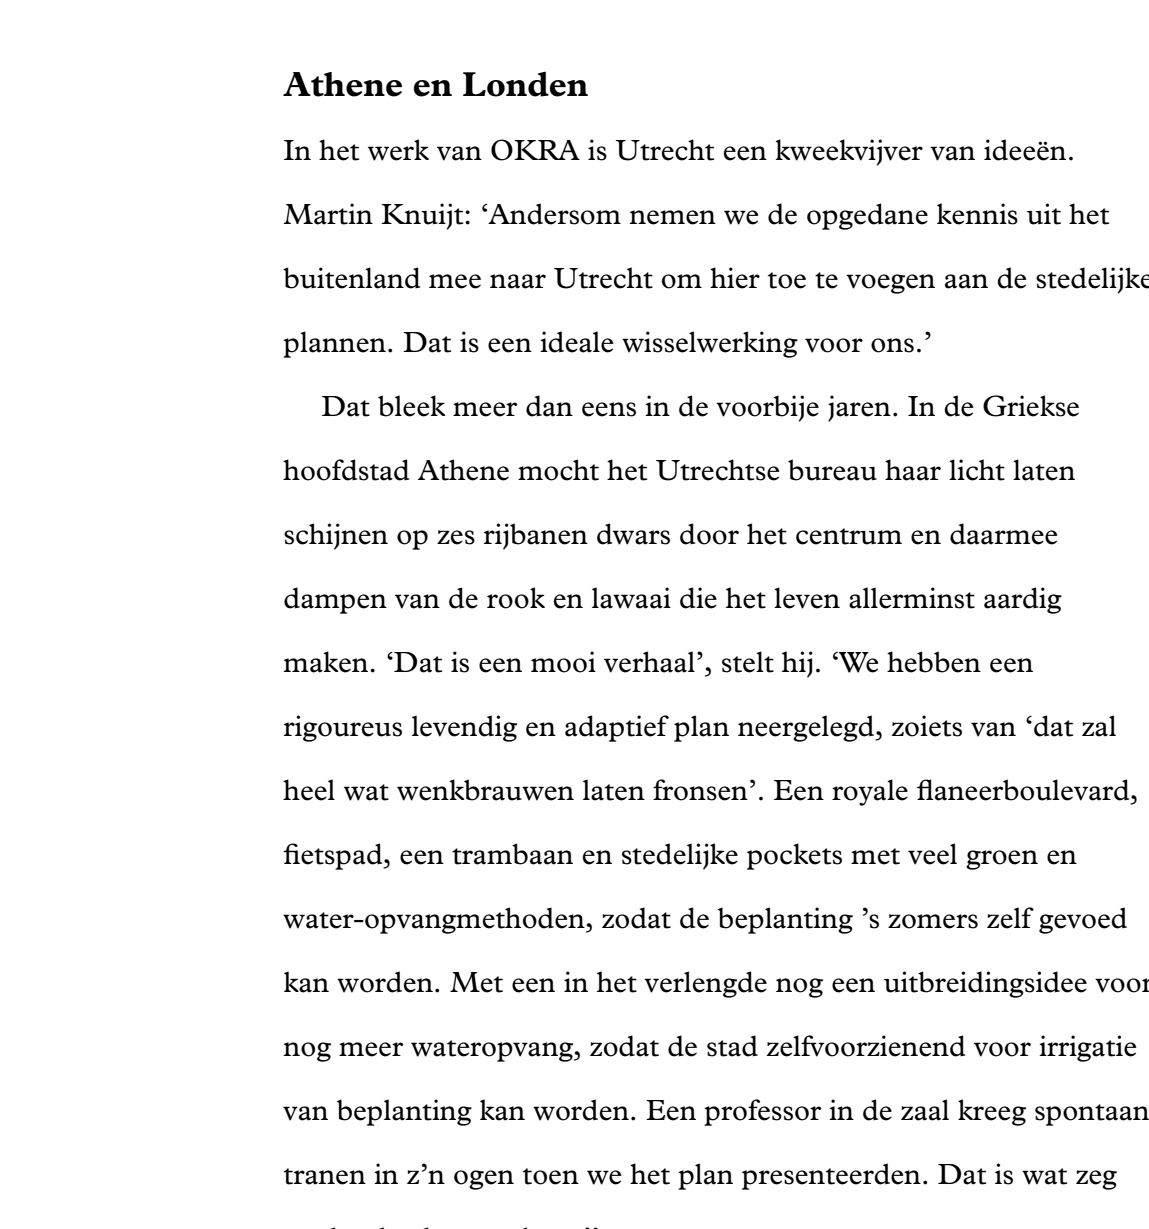 Athene en Londen
In het werk van OKRA is Utrecht een kweekvijver van ideeën.
Martin Knuijt: ‘Andersom nemen we de opgedane kennis uit het
buitenland mee naar Utrecht om hier toe te voegen aan de stedelijke
plannen. Dat is een ideale wisselwerking voor ons.’
Dat bleek meer dan eens in de voorbije jaren. In de Griekse
hoofdstad Athene mocht het Utrechtse bureau haar licht laten
schijnen op zes rijbanen dwars door het centrum en daarmee
dampen van de rook en lawaai die het leven allerminst aardig
maken. ‘Dat is een mooi verhaal’, stelt hij. ‘We hebben een
rigoureus levendig en adaptief plan neergelegd, zoiets van ‘dat zal
heel wat wenkbrauwen laten fronsen’. Een royale flaneerboulevard,
fietspad, een trambaan en stedelijke pockets met veel groen en
water-opvangmethoden, zodat de beplanting ’s zomers zelf gevoed
kan worden. Met een in het verlengde nog een uitbreidingsidee voor
nog meer wateropvang, zodat de stad zelfvoorzienend voor irrigatie
van beplanting kan worden. Een professor in de zaal kreeg spontaan
tranen in z’n ogen toen we het plan presenteerden. Dat is wat zeg